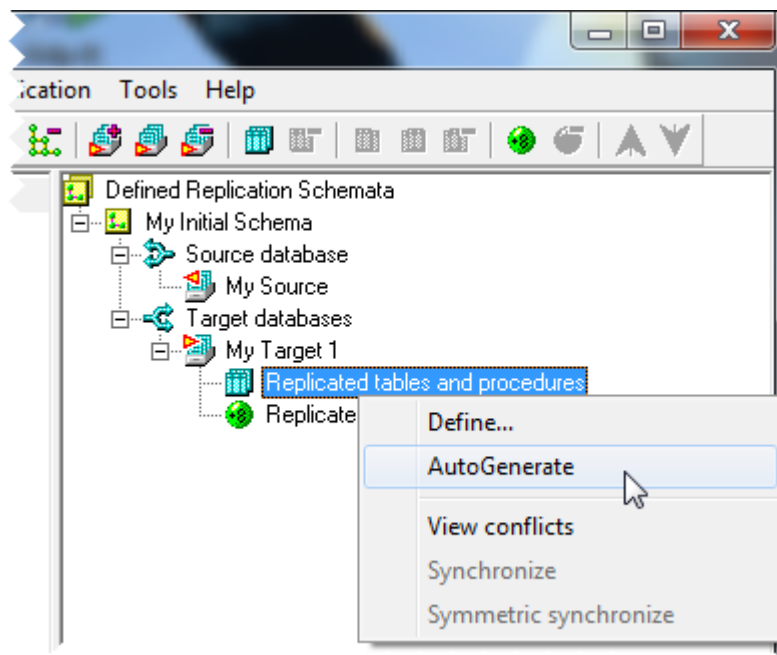 ication Tools Help
Defined Replication Schemata
My Initial Schema
Source database
My Source
Target databases
My Target 1
Replicated tables and procedures
Replicate
Define...
AutoGenerate
View conflicts
Synchronize
Symmetric synchronize